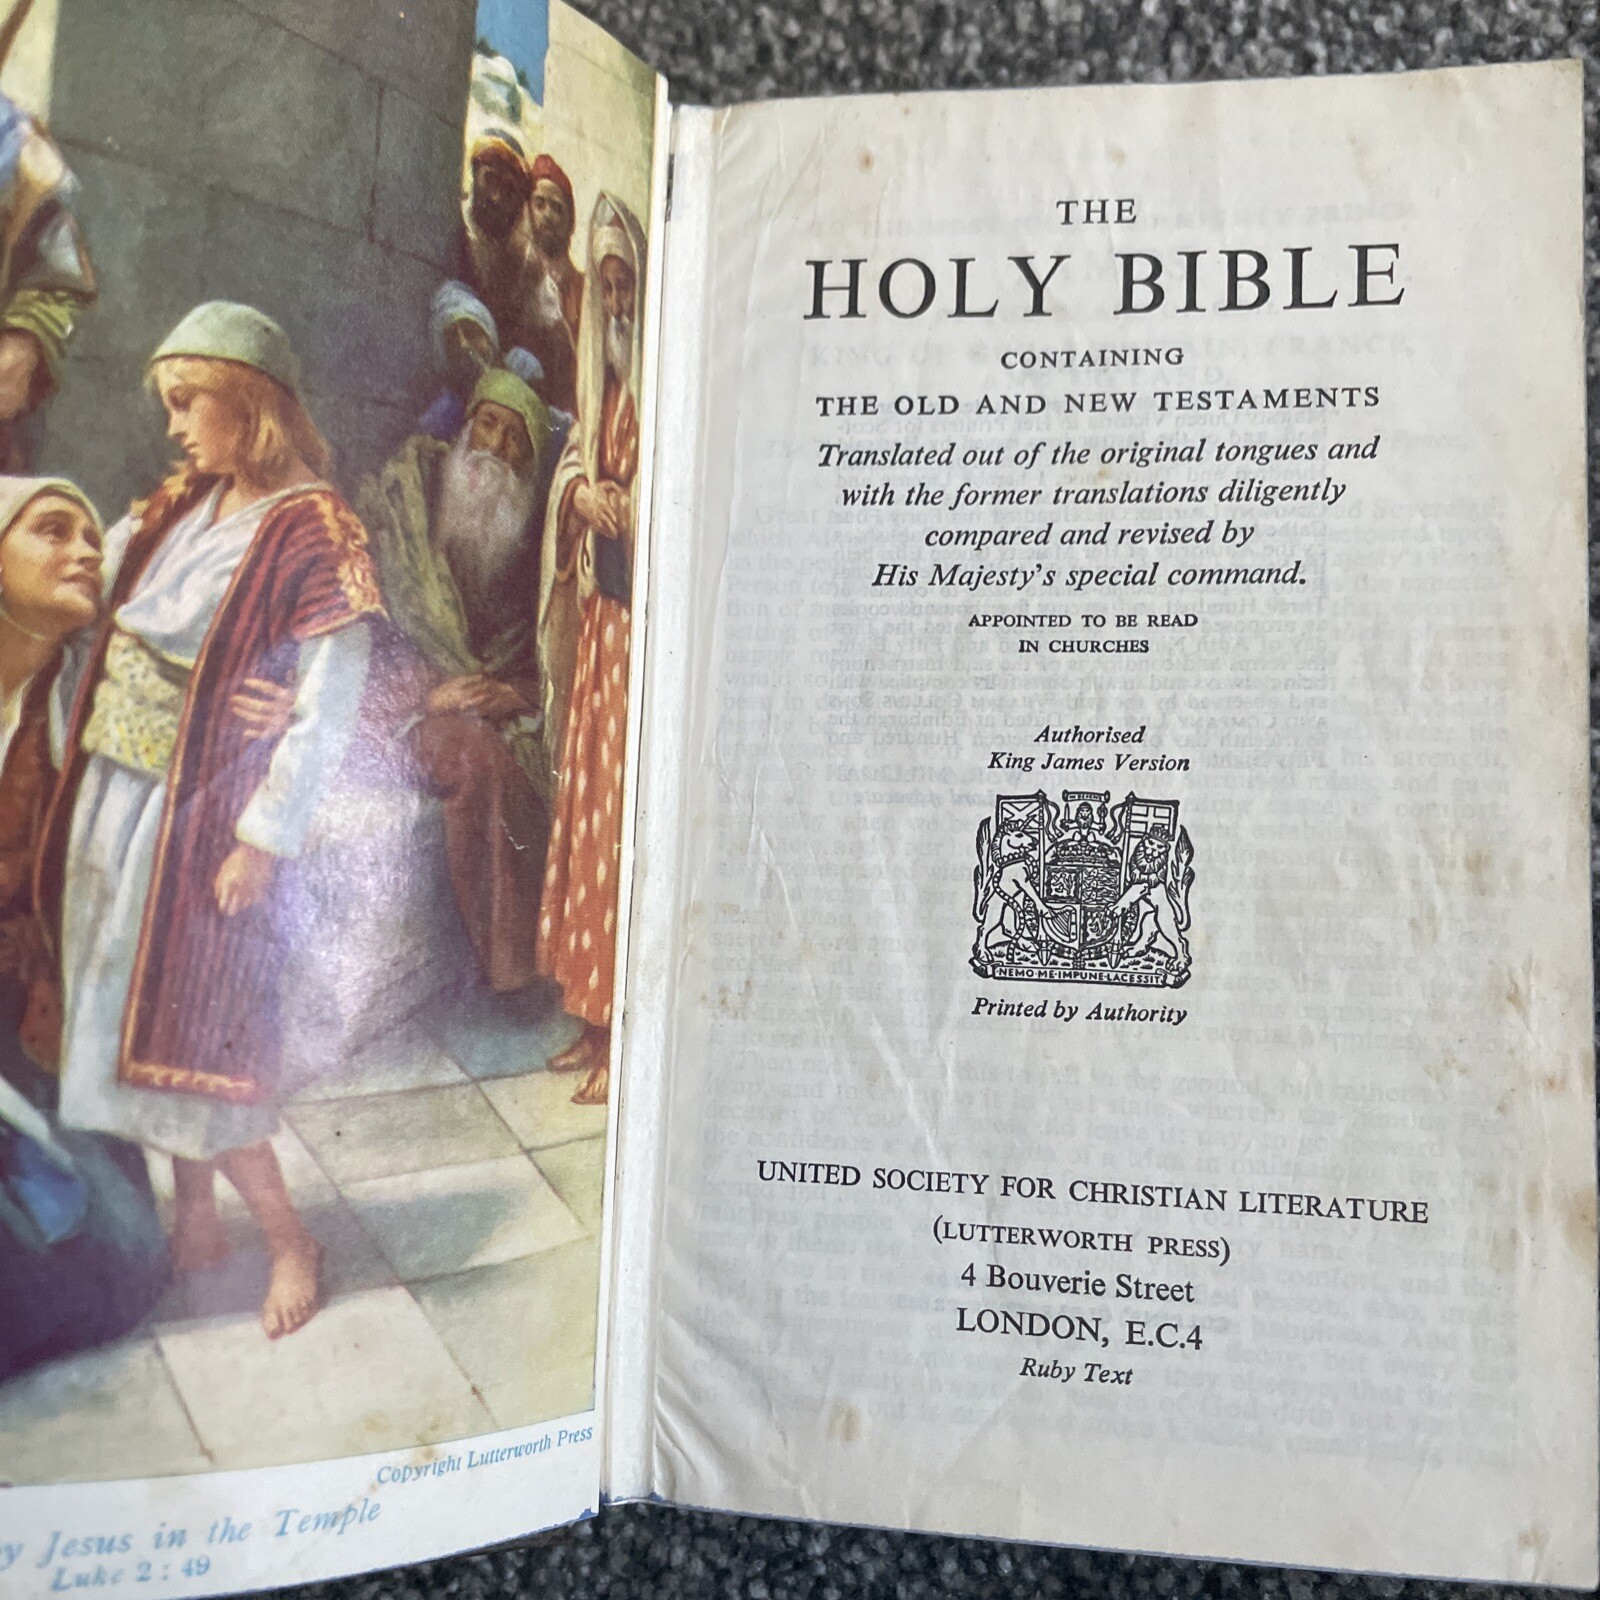 Copyright Lutterworth Press
Jesus in the Temple
Luke 2 : 49
THE
HOLY BIBLE
CONTAINING
THE OLD AND NEW TESTAMENTS
Translated out of the original tongues and
with the former translations diligently
compared and revised by
His Majesty's special command.
APPOINTED TO BE READ
IN CHURCHES
Authorised
King James Version
NEMO·ME·IMPUNE·LACESSIT
Printed by Authority
UNITED SOCIETY FOR CHRISTIAN LITERATURE
(LUTTERWORTH PRESS)
4 Bouverie Street
LONDON, E.C.4
Ruby Text